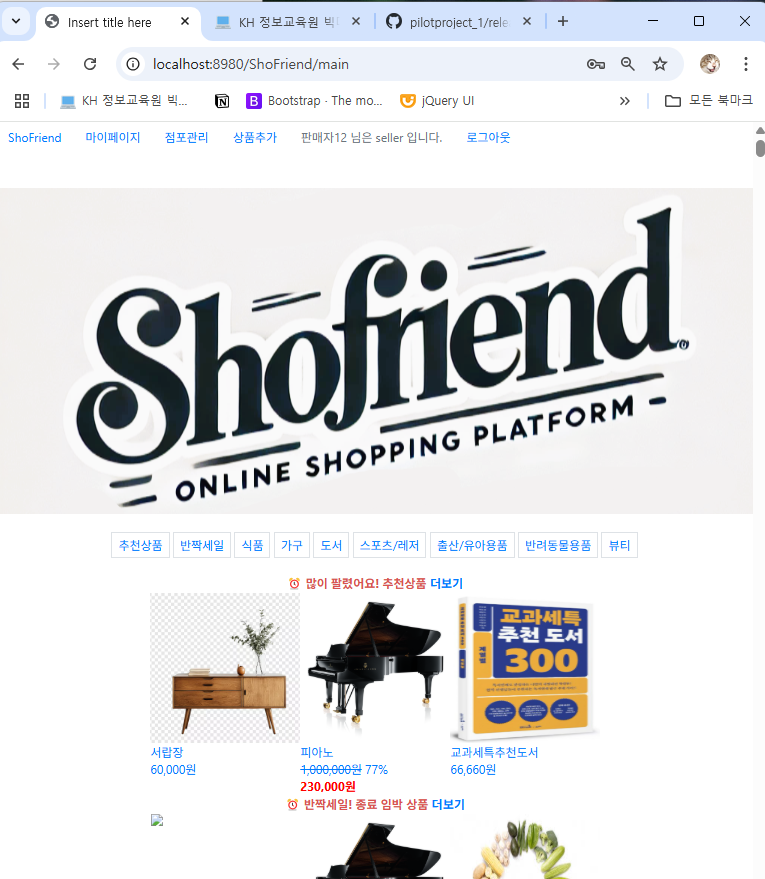 Insert title here
KH 정보교육원 빅
pilotproject_1/rele
localhost:8980/ShoFriend/main
KH 정보교육원 빅...
Bootstrap · The mo...
jQuery UI
모든 북마크
ShoFriend 마이페이지 점포관리 상품추가 판매자12 님은 seller 입니다. 로그아웃
Shofriend
ONLINE SHOPPING PLATFORM
추천상품 반짝세일 식품 가구 도서 스포츠/레저 출산/유아용품 반려동물용품 뷰티
⏰ 많이 팔렸어요! 추천상품 더보기
교과세특
추천 도서
300
계열별
서랍장 피아노 교과세특추천도서
60,000원 1,000,000원 77% 66,660원
230,000원
⏰ 반짝세일! 종료 임박 상품 더보기